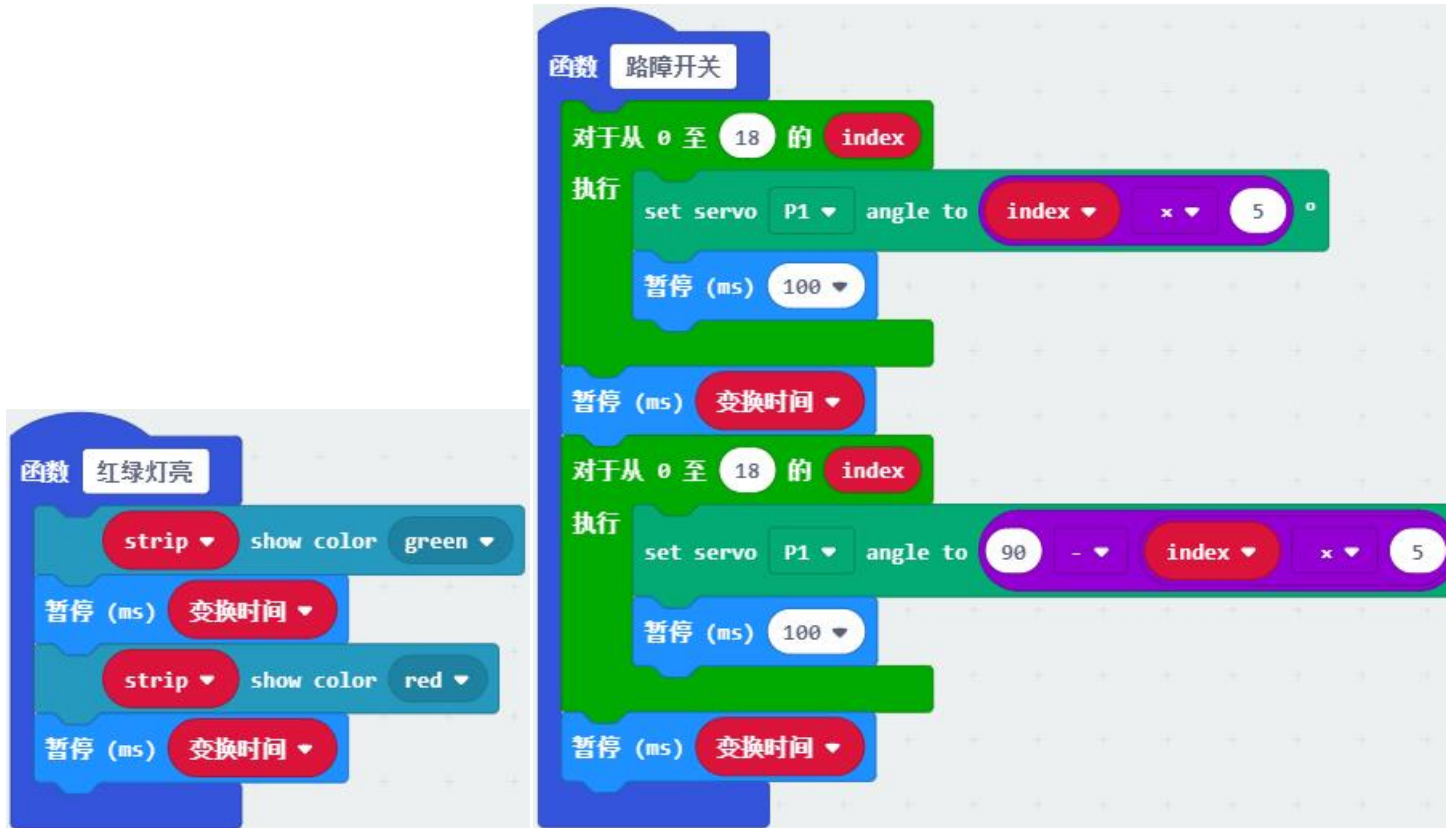 函数 红绿灯亮
strip show color green
暂停 (ms) 变换时间
strip show color red
暂停 (ms) 变换时间
函数 路障开关
对于从 0 至 18 的 index
执行
set servo P1 angle to index × 5 °
暂停 (ms) 100
暂停 (ms) 变换时间
对于从 0 至 18 的 index
执行
set servo P1 angle to 90 - index × 5
暂停 (ms) 100
暂停 (ms) 变换时间